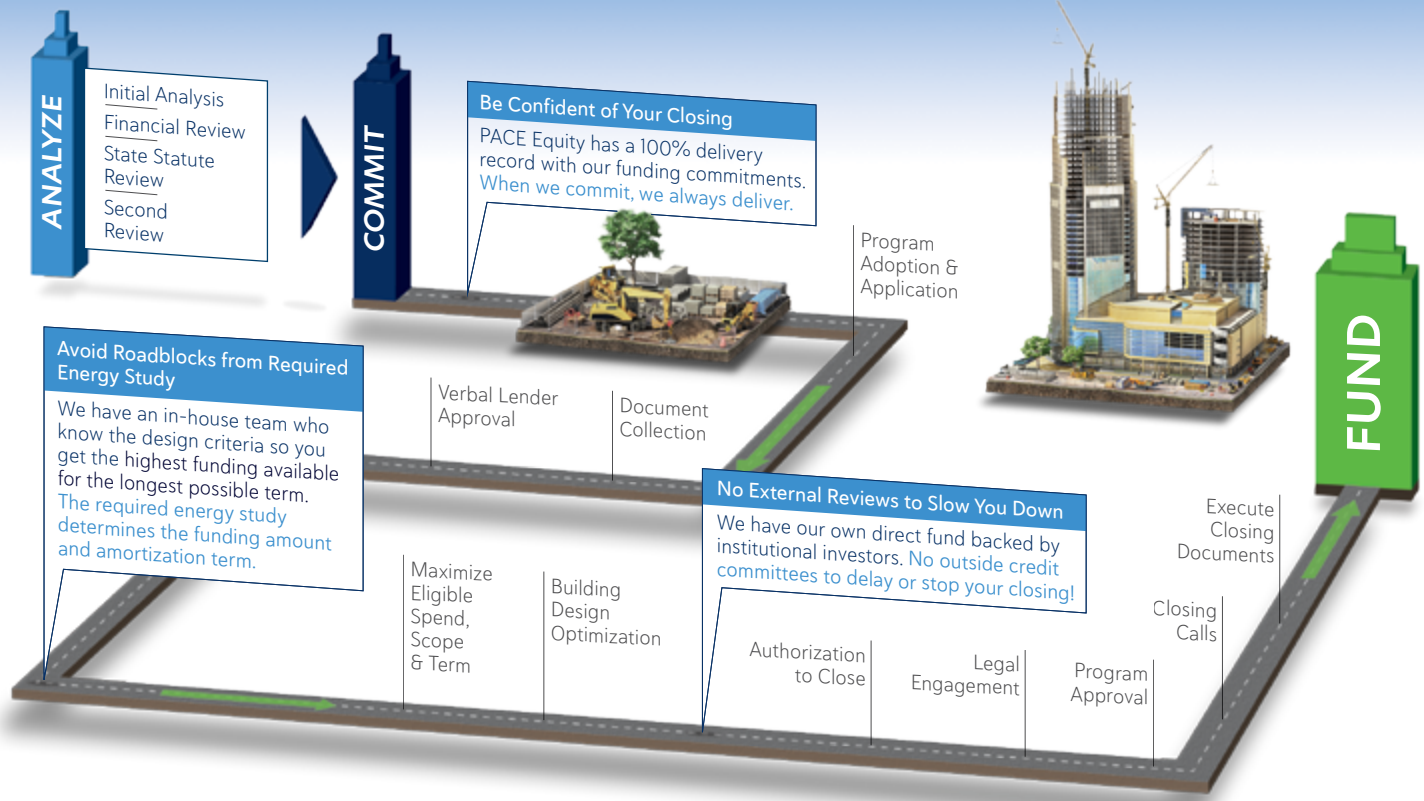 ANALYZE
Initial Analysis
Financial Review
State Statute
Review
Second
Review
COMMIT
Be Confident of Your Closing
PACE Equity has a 100% delivery
record with our funding commitments.
When we commit, we always deliver.
Program
Adoption &
Application
Document
Collection
Verbal Lender
Approval
Avoid Roadblocks from Required
Energy Study
We have an in-house team who
know the design criteria so you
get the highest funding available
for the longest possible term.
The required energy study
determines the funding amount
and amortization term.
Maximize
Eligible
Spend,
Scope
& Term
Building
Design
Optimization
No External Reviews to Slow You Down
We have our own direct fund backed by
institutional investors. No outside credit
committees to delay or stop your closing!
Authorization
to Close
Legal
Engagement
Program
Approval
Closing
Calls
Execute
Closing
Documents
FUND